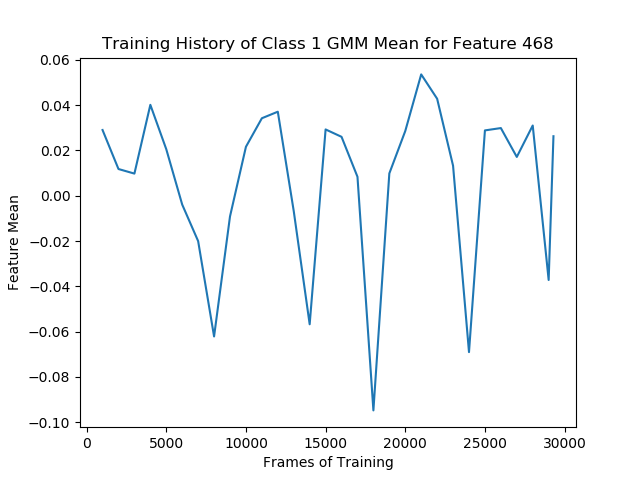 Training History of Class 1 GMM Mean for Feature 468
0.06
0.04
0.02
0.00
−0.02
−0.04
−0.06
−0.08
−0.10
Feature Mean
0 5000 10000 15000 20000 25000 30000
Frames of Training